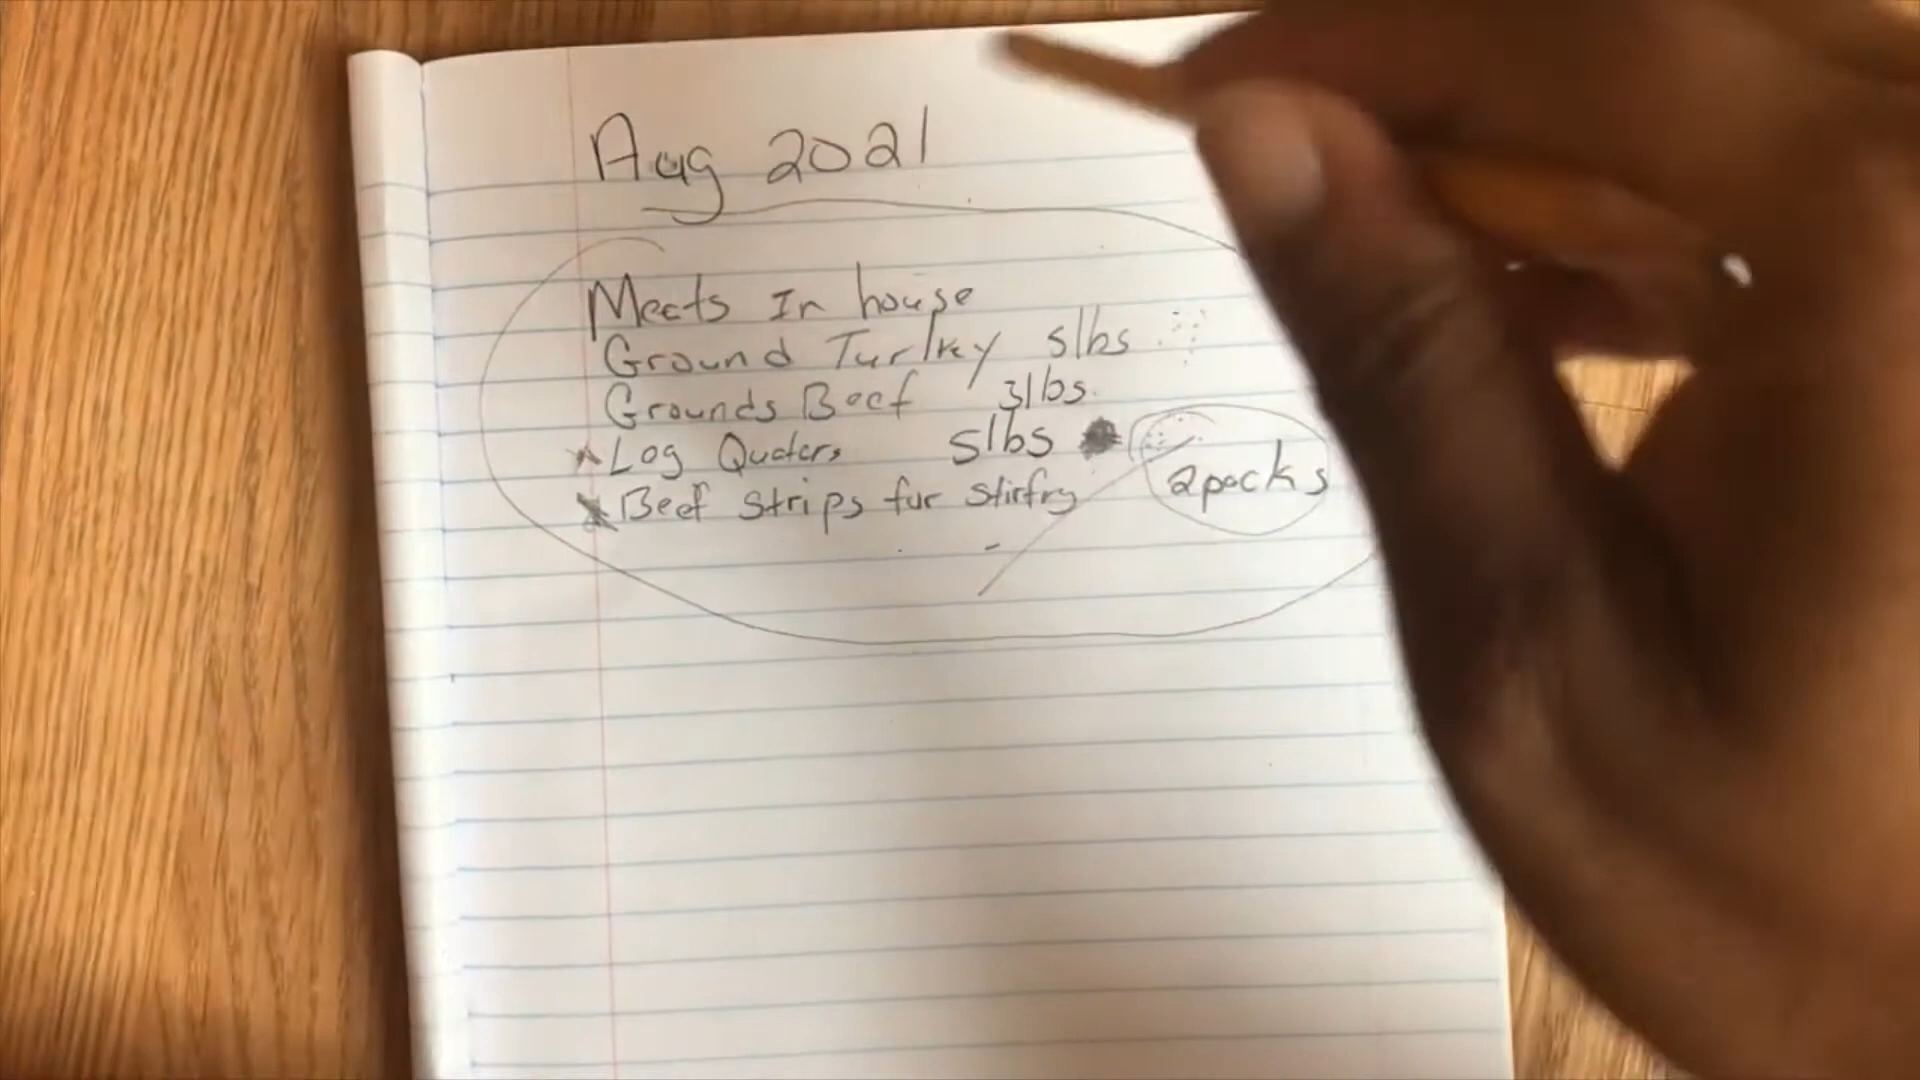 Aug 2021
Meats In house
Ground Turkey 5lbs
Grounds Beef 3lbs.
Log Quaters 5lbs
Beef Strips fur Stirfry 2packs